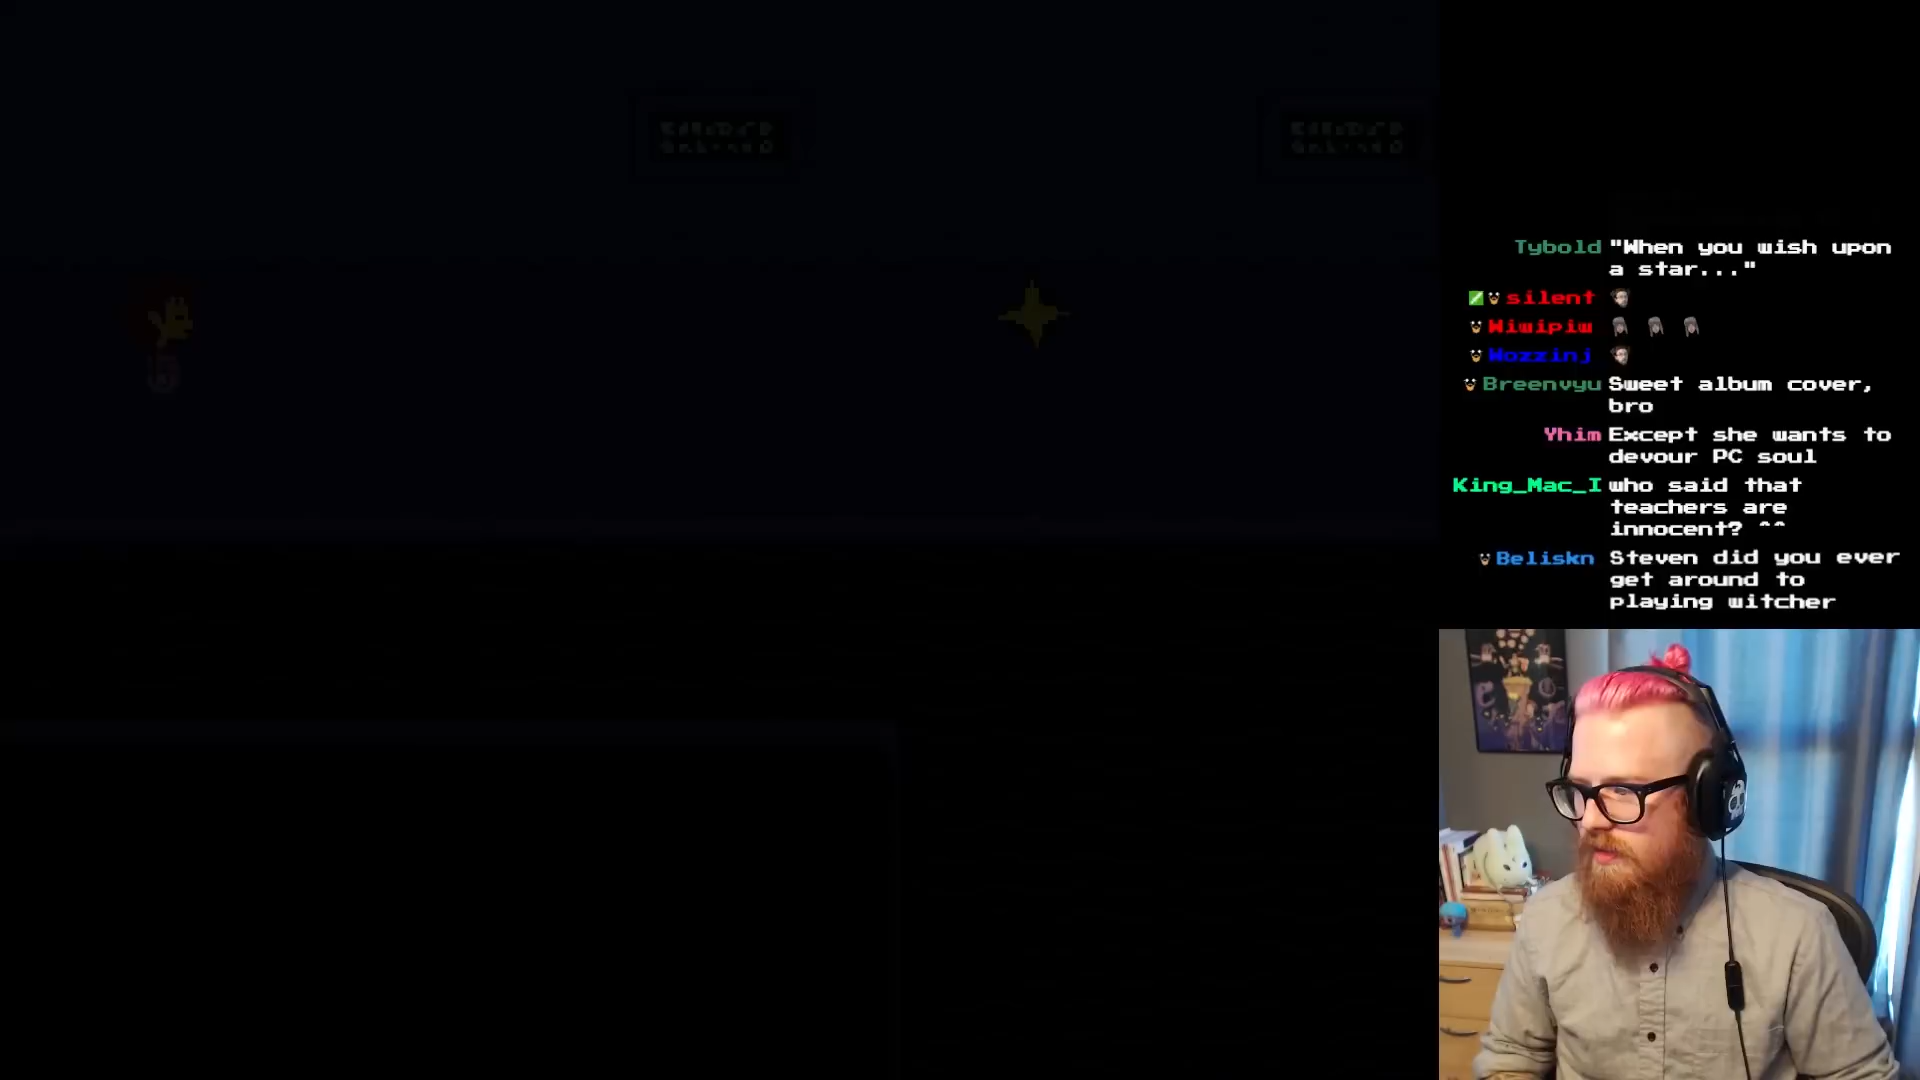 Tybold "When you wish upon
a star..."
silent
Wiwipiw
Wozzinj
Breenvyu Sweet album cover,
bro
Yhim Except she wants to
devour PC soul
King_Mac_I who said that
teachers are
innocent? ^^
Beliskn Steven did you ever
get around to
playing witcher